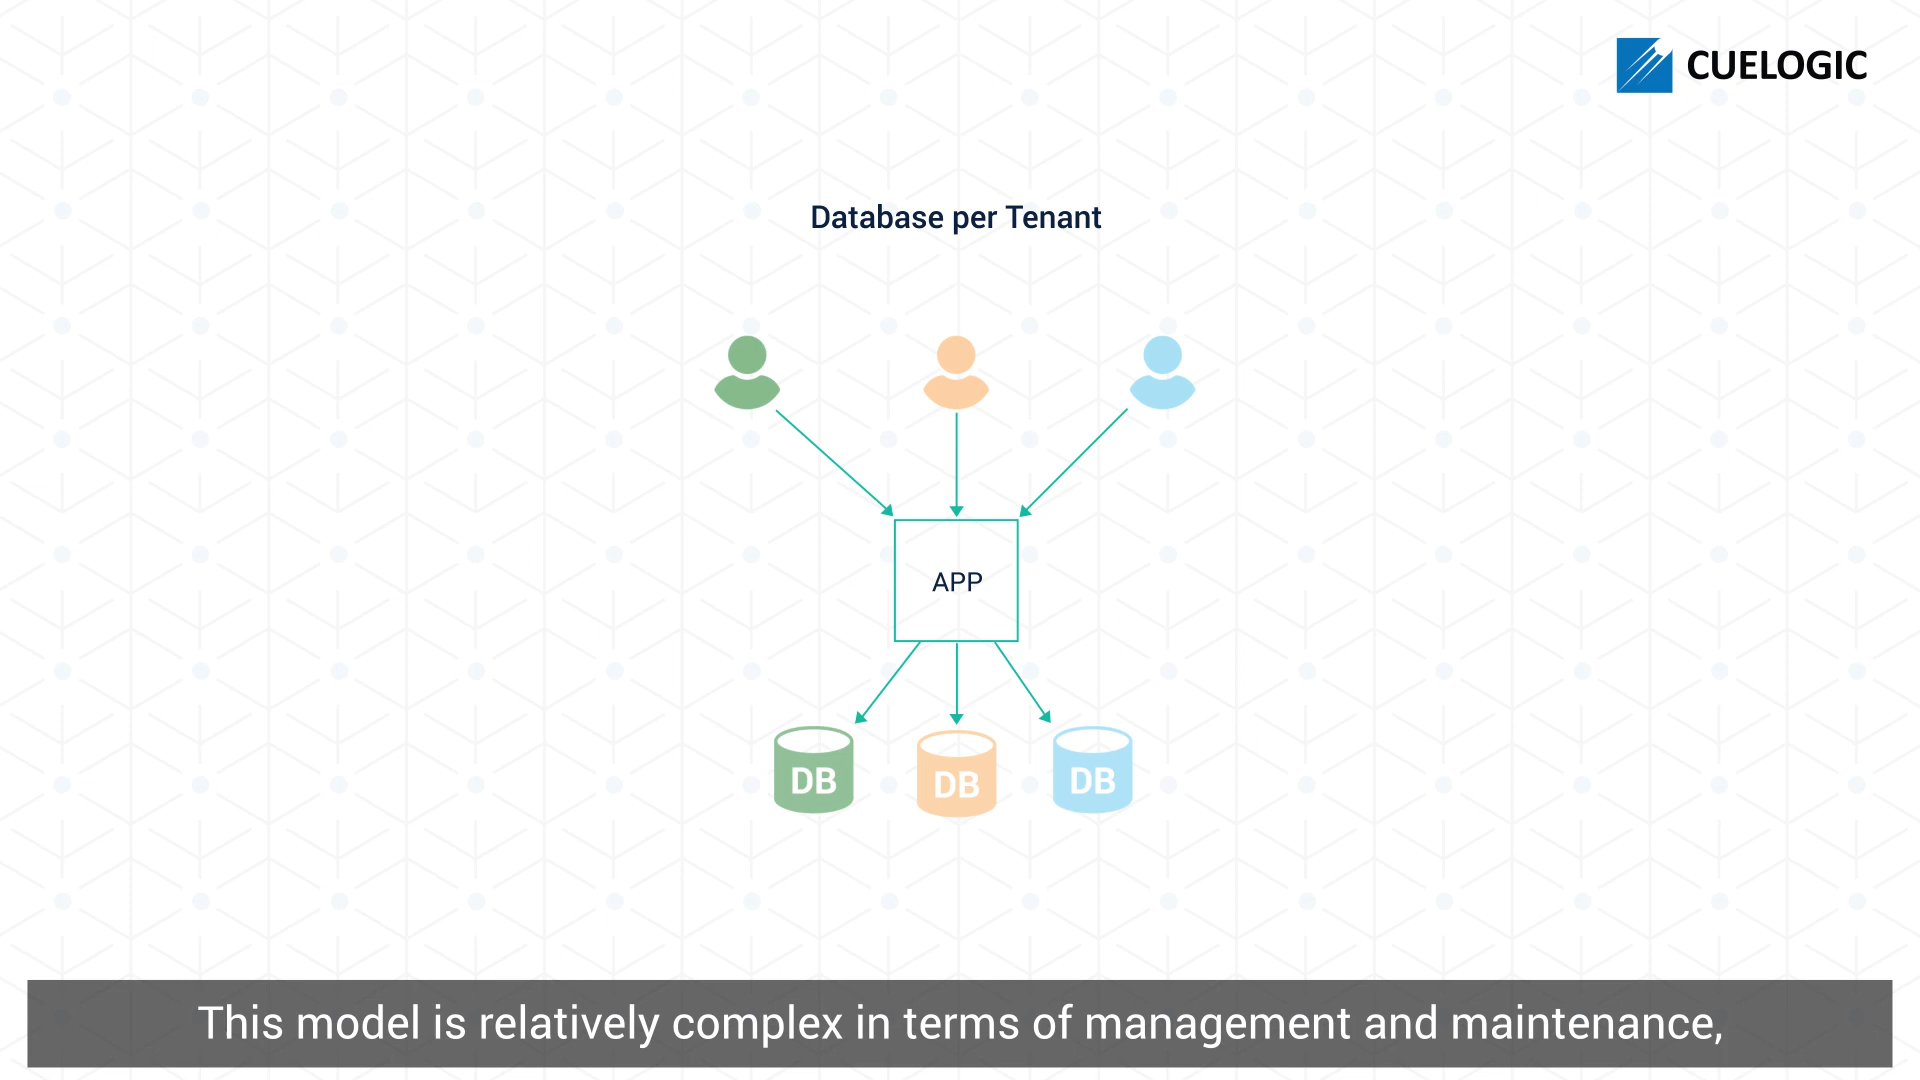 CUELOGIC
Database per Tenant
APP
DB
DB
DB
This model is relatively complex in terms of management and maintenance,